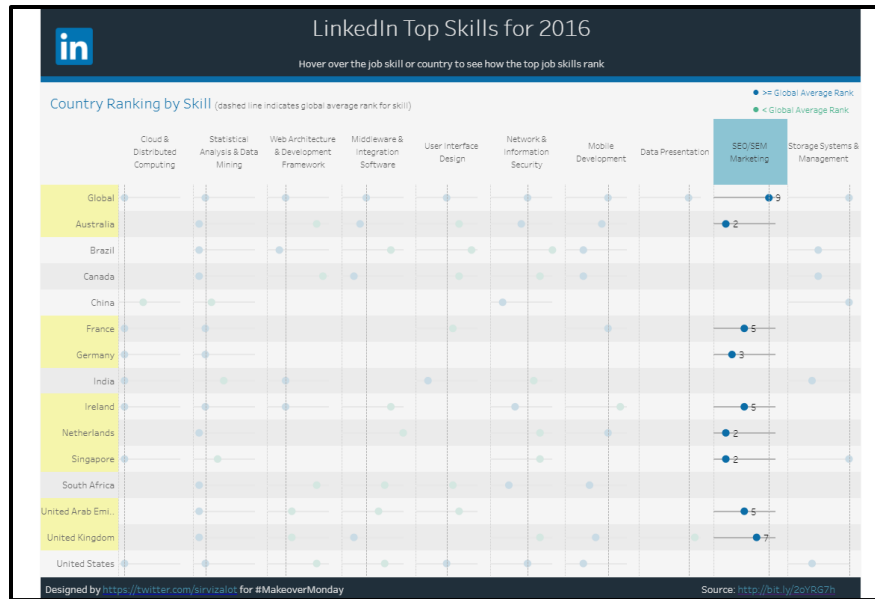 in
LinkedIn Top Skills for 2016
Hover over the job skill or country to see how the top job skills rank
Country Ranking by Skill (dashed line indicates global average rank for skill)
>= Global Average Rank
< Global Average Rank
Cloud & Distributed Computing
Statistical Analysis & Data Mining
Web Architecture & Development Framework
Middleware & Integration Software
User Interface Design
Network & Information Security
Mobile Development
Data Presentation
SEO/SEM Marketing
Storage Systems & Management
Global 9
Australia 2
Brazil
Canada
China
France 5
Germany 3
India
Ireland 5
Netherlands 2
Singapore 2
South Africa
United Arab Emi.. 5
United Kingdom 7
United States
Designed by https://twitter.com/sirvizalot for #MakeoverMonday
Source: http://bit.ly/2oYRG7h